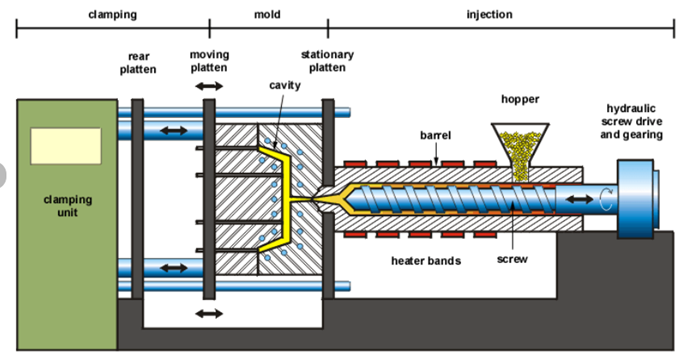 clamping
mold
injection
rear
platten
moving
platten
stationary
platten
cavity
hopper
hydraulic
screw drive
and gearing
barrel
clamping
unit
heater bands
screw